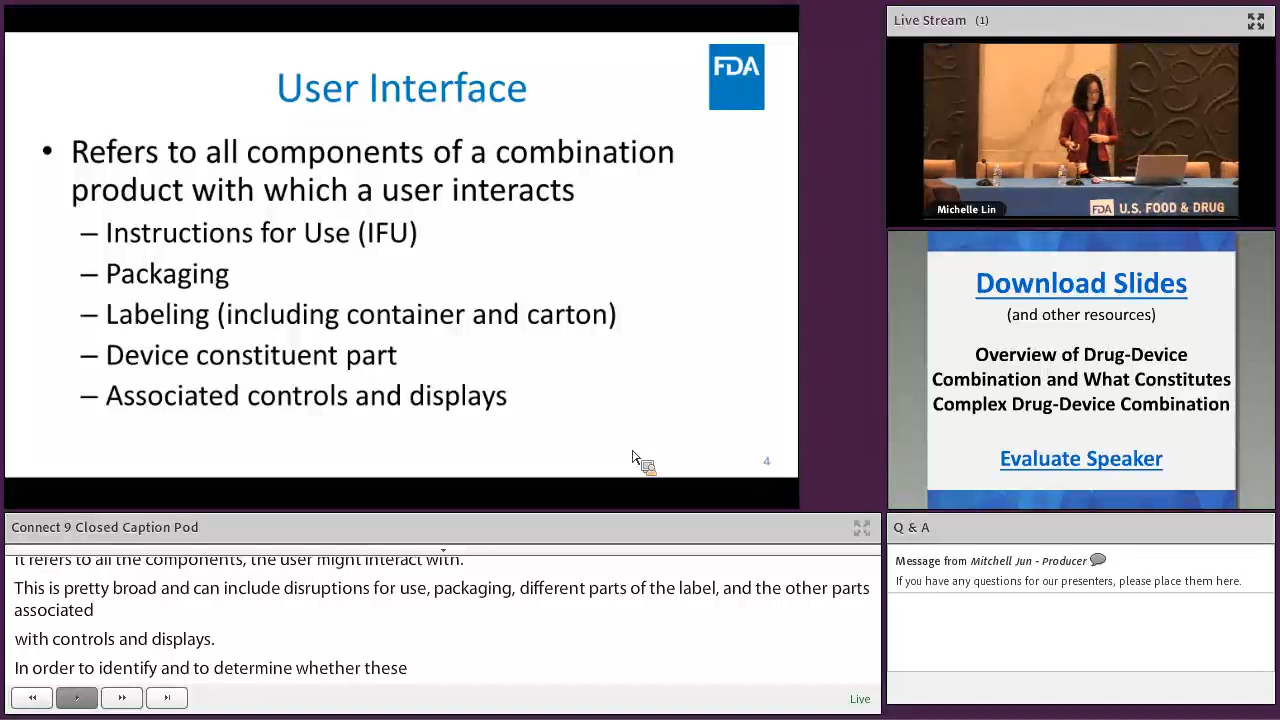 User Interface
FDA
• Refers to all components of a combination
product with which a user interacts
– Instructions for Use (IFU)
– Packaging
– Labeling (including container and carton)
– Device constituent part
– Associated controls and displays
4
Live Stream (1)
Michelle Lin
FDA U.S. FOOD & DRUG
Download Slides
(and other resources)
Overview of Drug-Device
Combination and What Constitutes
Complex Drug-Device Combination
Evaluate Speaker
Connect 9 Closed Caption Pod
It refers to all the components, the user might interact with.
This is pretty broad and can include disruptions for use, packaging, different parts of the label, and the other parts
associated
with controls and displays.
In order to identify and to determine whether these
Live
Q & A
Message from Mitchell Jun - Producer
If you have any questions for our presenters, please place them here.